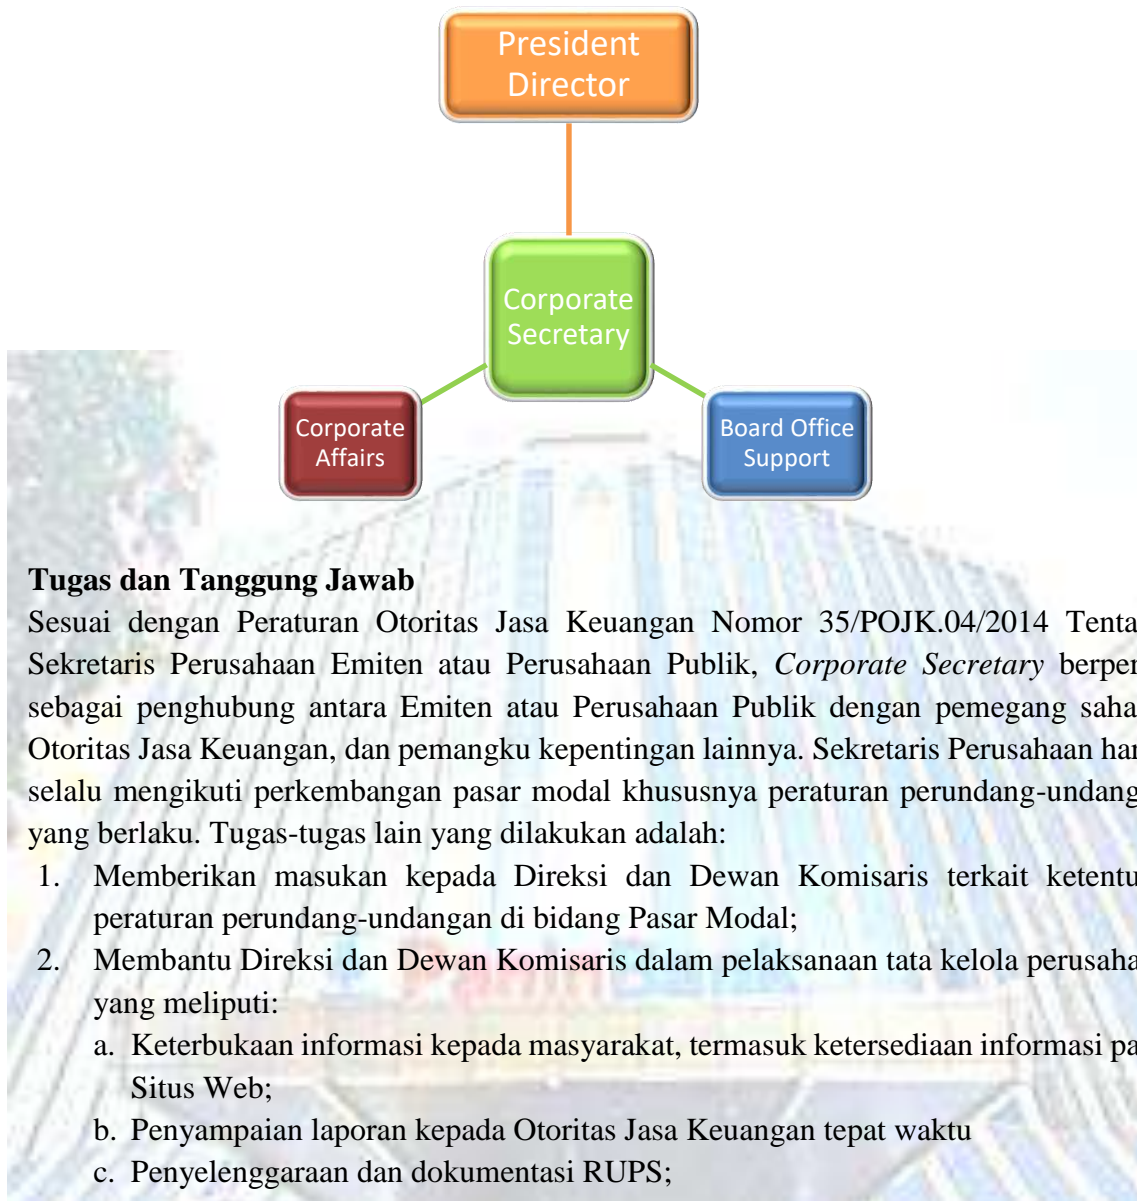 President
Director
Corporate
Secretary
Corporate
Affairs
Board Office
Support
Tugas dan Tanggung Jawab
Sesuai dengan Peraturan Otoritas Jasa Keuangan Nomor 35/POJK.04/2014 Tenta
Sekretaris Perusahaan Emiten atau Perusahaan Publik, Corporate Secretary berper
sebagai penghubung antara Emiten atau Perusahaan Publik dengan pemegang saha
Otoritas Jasa Keuangan, dan pemangku kepentingan lainnya. Sekretaris Perusahaan har
selalu mengikuti perkembangan pasar modal khususnya peraturan perundang-undang
yang berlaku. Tugas-tugas lain yang dilakukan adalah:
1. Memberikan masukan kepada Direksi dan Dewan Komisaris terkait ketentu
peraturan perundang-undangan di bidang Pasar Modal;
2. Membantu Direksi dan Dewan Komisaris dalam pelaksanaan tata kelola perusaha
yang meliputi:
a. Keterbukaan informasi kepada masyarakat, termasuk ketersediaan informasi pa
Situs Web;
b. Penyampaian laporan kepada Otoritas Jasa Keuangan tepat waktu
c. Penyelenggaraan dan dokumentasi RUPS;